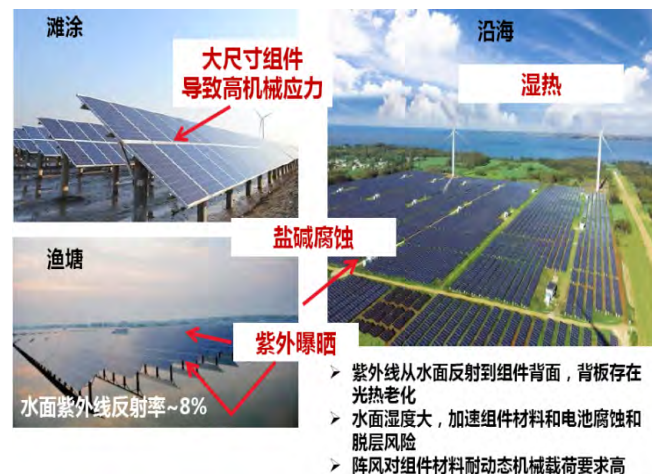 滩涂
大尺寸组件
导致高机械应力
沿海
湿热
盐碱腐蚀
渔塘
紫外曝晒
水面紫外线反射率~8%
➢ 紫外线从水面反射到组件背面，背板存在
光热老化
➢ 水面湿度大，加速组件材料和电池腐蚀和
脱层风险
➢ 阵风对组件材料耐动态机械载荷要求高